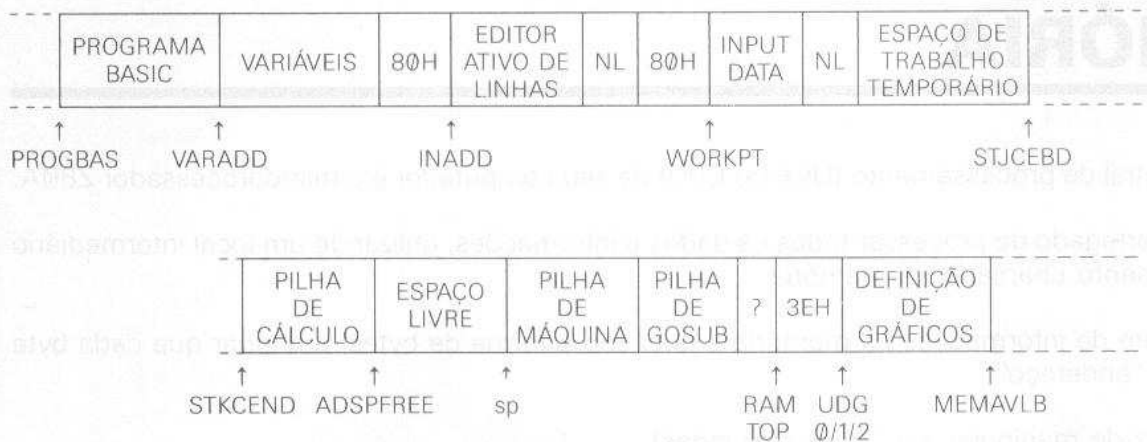 ÓRIA
PROGRAMA BASIC
VARIÁVEIS
80H
EDITOR ATIVO DE LINHAS
NL
80H
INPUT DATA
NL
ESPAÇO DE TRABALHO TEMPORÁRIO
PROGBAS VARADD INADD WORKPT STJCEBD
PILHA DE CÁLCULO
ESPAÇO LIVRE
PILHA DE MÁQUINA
PILHA DE GOSUB
? 3EH
DEFINIÇÃO DE GRÁFICOS
STKCEND ADSPFREE sp RAM TOP UDG 0/1/2 MEMAVLB